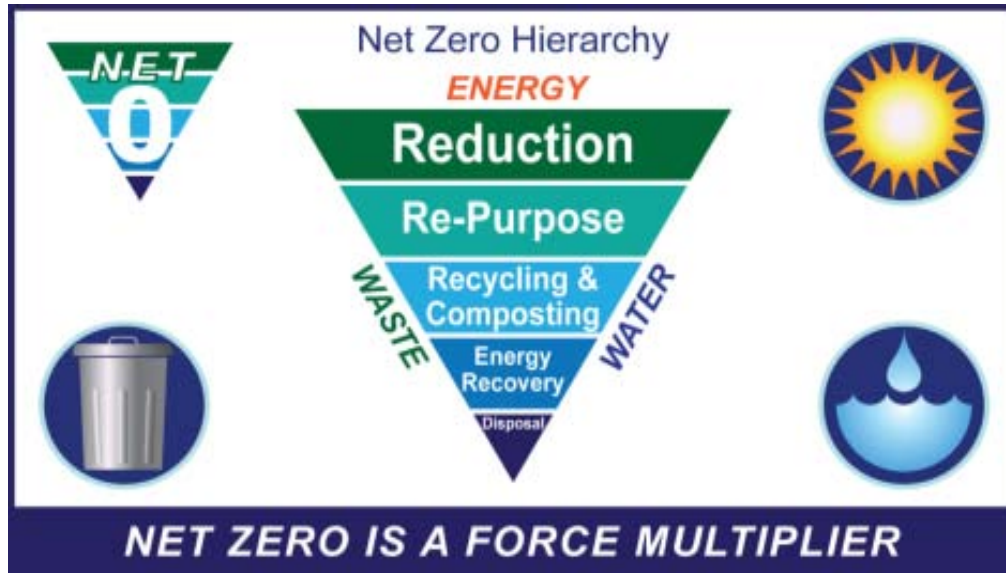 NET
0
Net Zero Hierarchy
ENERGY
Reduction
Re-Purpose
Recycling &
Composting
Energy
Recovery
Disposal
WASTE
WATER
NET ZERO IS A FORCE MULTIPLIER